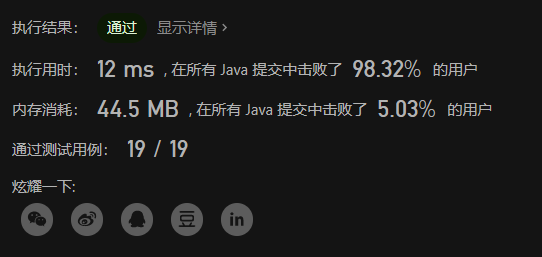 执行结果： 通过 显示详情 ›
执行用时： 12 ms , 在所有 Java 提交中击败了 98.32% 的用户
内存消耗： 44.5 MB , 在所有 Java 提交中击败了 5.03% 的用户
通过测试用例： 19 / 19
炫耀一下:
豆 in